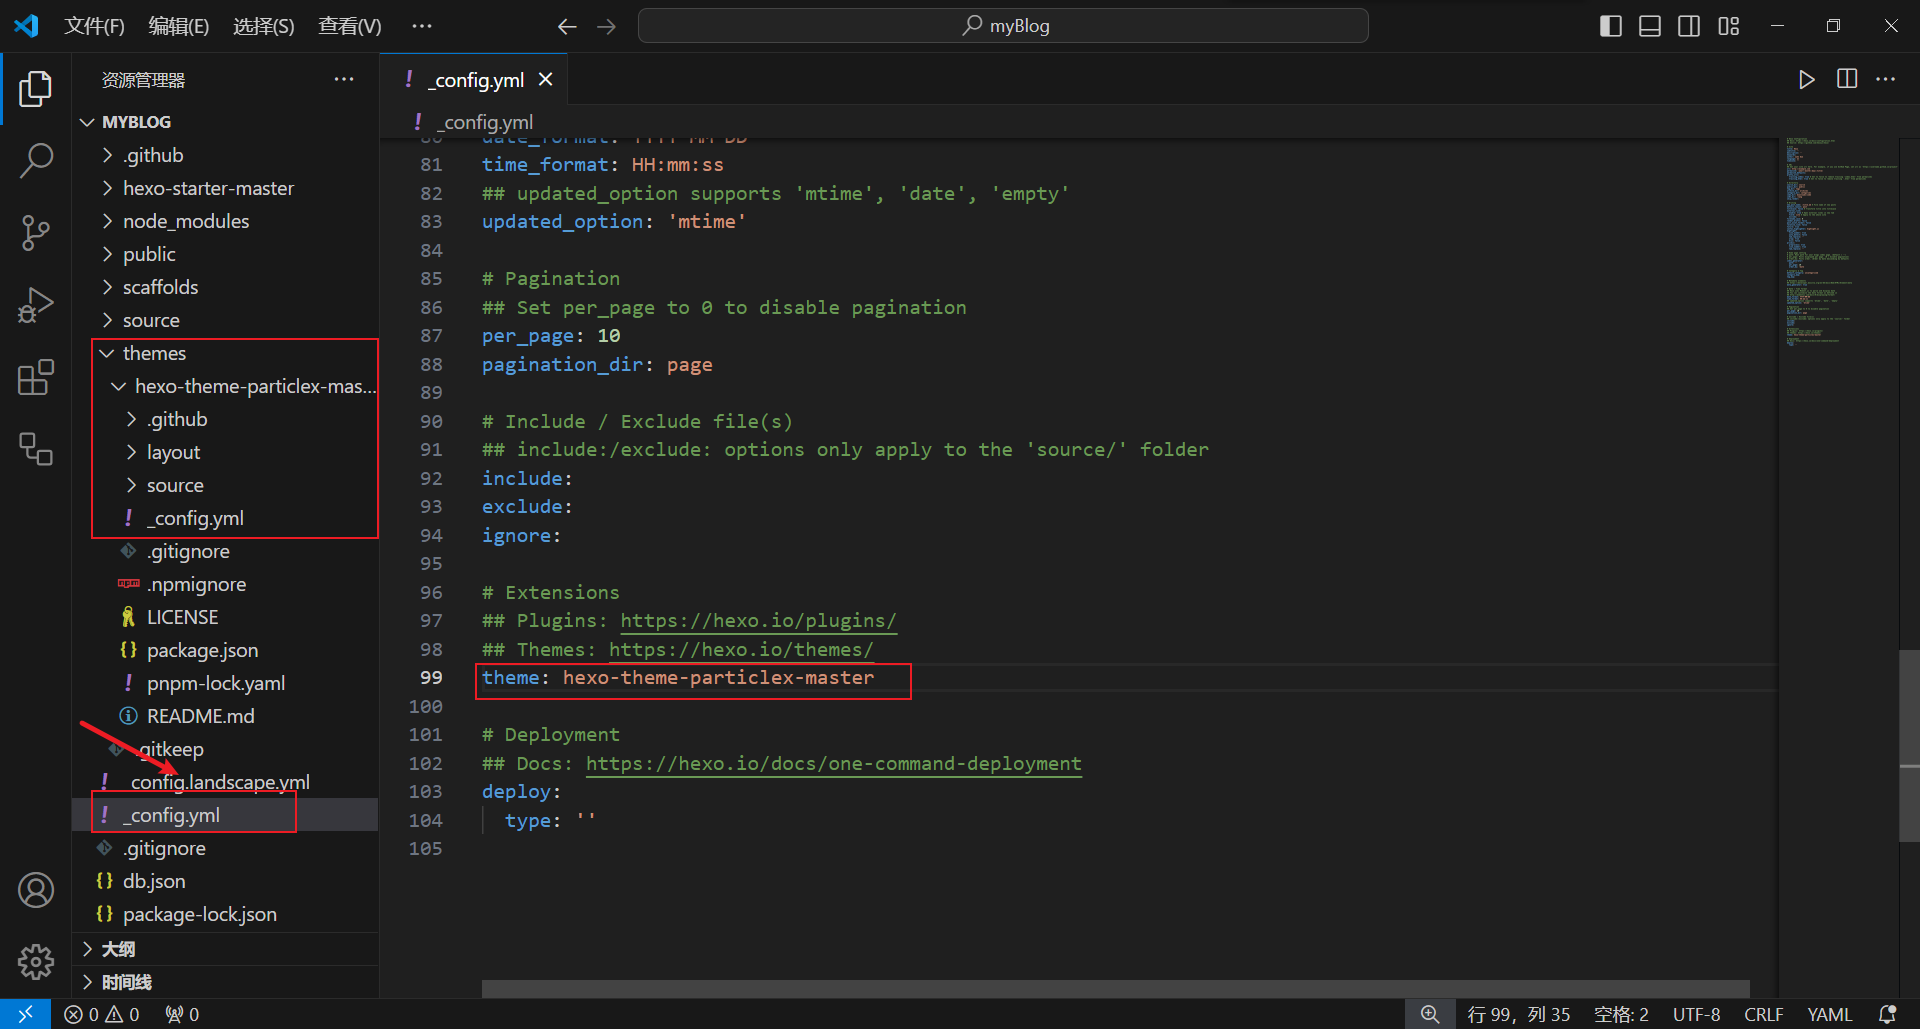 文件(F) 编辑(E) 选择(S) 查看(V) ···
myBlog
资源管理器 ···
MYBLOG
.github
hexo-starter-master
node_modules
public
scaffolds
source
themes
hexo-theme-particlex-mas...
.github
layout
source
_config.yml
.gitignore
.npmignore
LICENSE
package.json
pnpm-lock.yaml
README.md
.gitkeep
_config.landscape.yml
_config.yml
.gitignore
db.json
package-lock.json
大纲
时间线
_config.yml
_config.yml
80 date_format: YYYY-MM-DD
81 time_format: HH:mm:ss
82 ## updated_option supports 'mtime', 'date', 'empty'
83 updated_option: 'mtime'
84
85 # Pagination
86 ## Set per_page to 0 to disable pagination
87 per_page: 10
88 pagination_dir: page
89
90 # Include / Exclude file(s)
91 ## include:/exclude: options only apply to the 'source/' folder
92 include:
93 exclude:
94 ignore:
95
96 # Extensions
97 ## Plugins: https://hexo.io/plugins/
98 ## Themes: https://hexo.io/themes/
99 theme: hexo-theme-particlex-master
100
101 # Deployment
102 ## Docs: https://hexo.io/docs/one-command-deployment
103 deploy:
104 type: ''
105
0 0 0
行 99，列 35 空格: 2 UTF-8 CRLF YAML